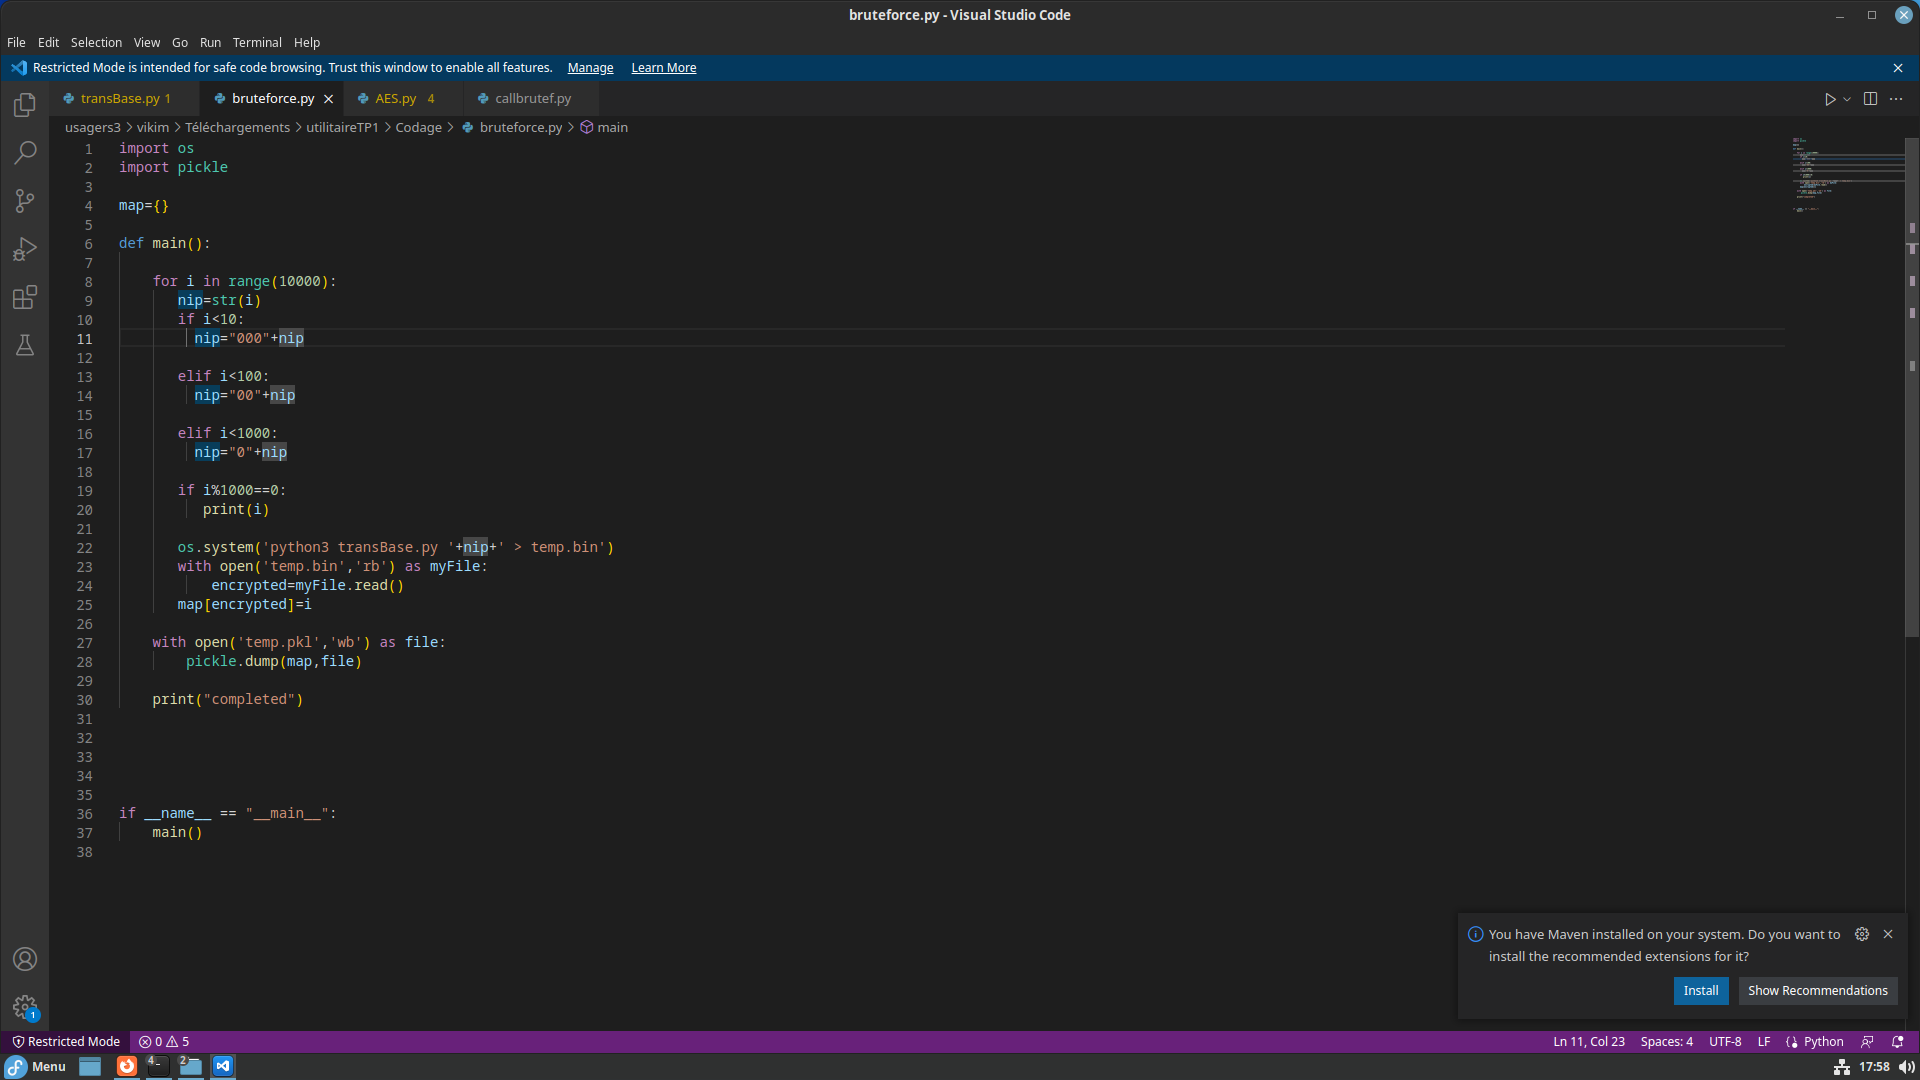 bruteforce.py - Visual Studio Code
File Edit Selection View Go Run Terminal Help
Restricted Mode is intended for safe code browsing. Trust this window to enable all features. Manage Learn More
transBase.py 1 bruteforce.py AES.py 4 callbrutef.py
usagers3 > vikim > Téléchargements > utilitaireTP1 > Codage > bruteforce.py > main
1 import os
2 import pickle
3
4 map={}
5
6 def main():
7
8 for i in range(10000):
9 nip=str(i)
10 if i<10:
11 nip="000"+nip
12
13 elif i<100:
14 nip="00"+nip
15
16 elif i<1000:
17 nip="0"+nip
18
19 if i%1000==0:
20 print(i)
21
22 os.system('python3 transBase.py '+nip+' > temp.bin')
23 with open('temp.bin','rb') as myFile:
24 encrypted=myFile.read()
25 map[encrypted]=i
26
27 with open('temp.pkl','wb') as file:
28 pickle.dump(map,file)
29
30 print("completed")
31
32
33
34
35
36 if __name__ == "__main__":
37 main()
38
You have Maven installed on your system. Do you want to
install the recommended extensions for it?
Install Show Recommendations
1
Restricted Mode 0 5 Ln 11, Col 23 Spaces: 4 UTF-8 LF Python
Menu 4 2 17:58